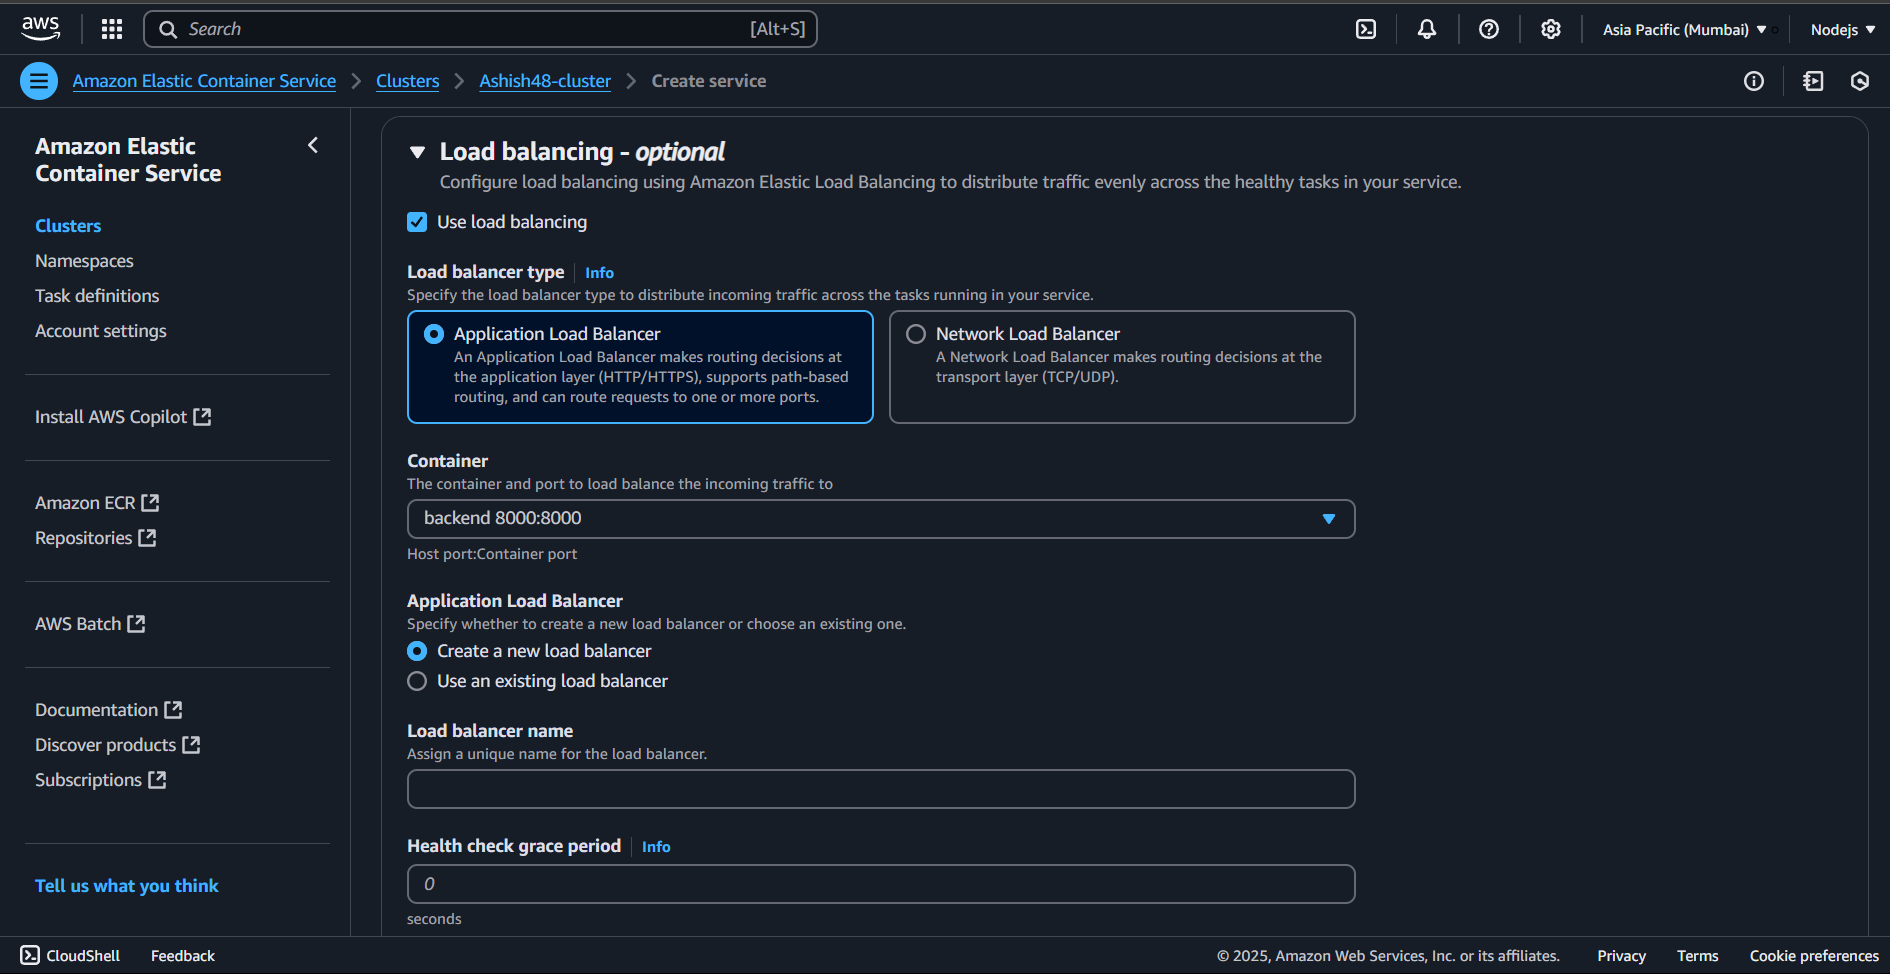 aws
Search [Alt+S]
Asia Pacific (Mumbai)
Nodejs
Amazon Elastic Container Service
Clusters
Ashish48-cluster
Create service
Amazon Elastic
Container Service
Clusters
Namespaces
Task definitions
Account settings
Install AWS Copilot
Amazon ECR
Repositories
AWS Batch
Documentation
Discover products
Subscriptions
Tell us what you think
Load balancing - optional
Configure load balancing using Amazon Elastic Load Balancing to distribute traffic evenly across the healthy tasks in your service.
Use load balancing
Load balancer type Info
Specify the load balancer type to distribute incoming traffic across the tasks running in your service.
Application Load Balancer
An Application Load Balancer makes routing decisions at
the application layer (HTTP/HTTPS), supports path-based
routing, and can route requests to one or more ports.
Network Load Balancer
A Network Load Balancer makes routing decisions at the
transport layer (TCP/UDP).
Container
The container and port to load balance the incoming traffic to
backend 8000:8000
Host port:Container port
Application Load Balancer
Specify whether to create a new load balancer or choose an existing one.
Create a new load balancer
Use an existing load balancer
Load balancer name
Assign a unique name for the load balancer.
Health check grace period Info
0
seconds
CloudShell
Feedback
© 2025, Amazon Web Services, Inc. or its affiliates.
Privacy
Terms
Cookie preferences